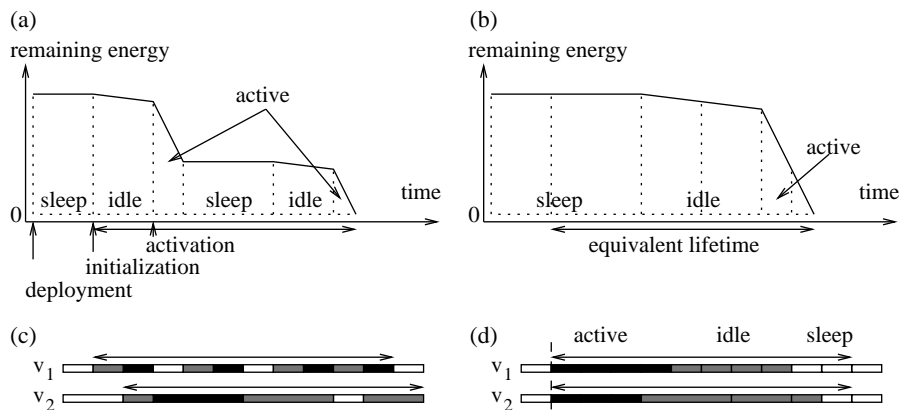 (a)
remaining energy
active
sleep
idle
sleep
idle
time
0
activation
initialization
deployment
(b)
remaining energy
active
sleep
idle
time
0
equivalent lifetime
(c)
v1
v2
(d)
active
idle
sleep
v1
v2